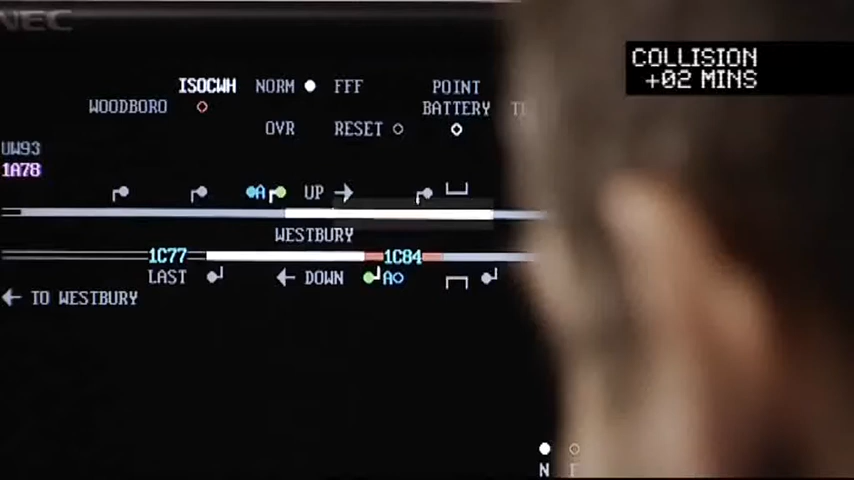 NEC
COLLISION
+02 MINS
ISOCWH NORM FFF POINT
WOODBORO BATTERY
OVR RESET
UW93
1A78
A UP
WESTBURY
1C77 1C84
LAST DOWN A
TO WESTBURY
N